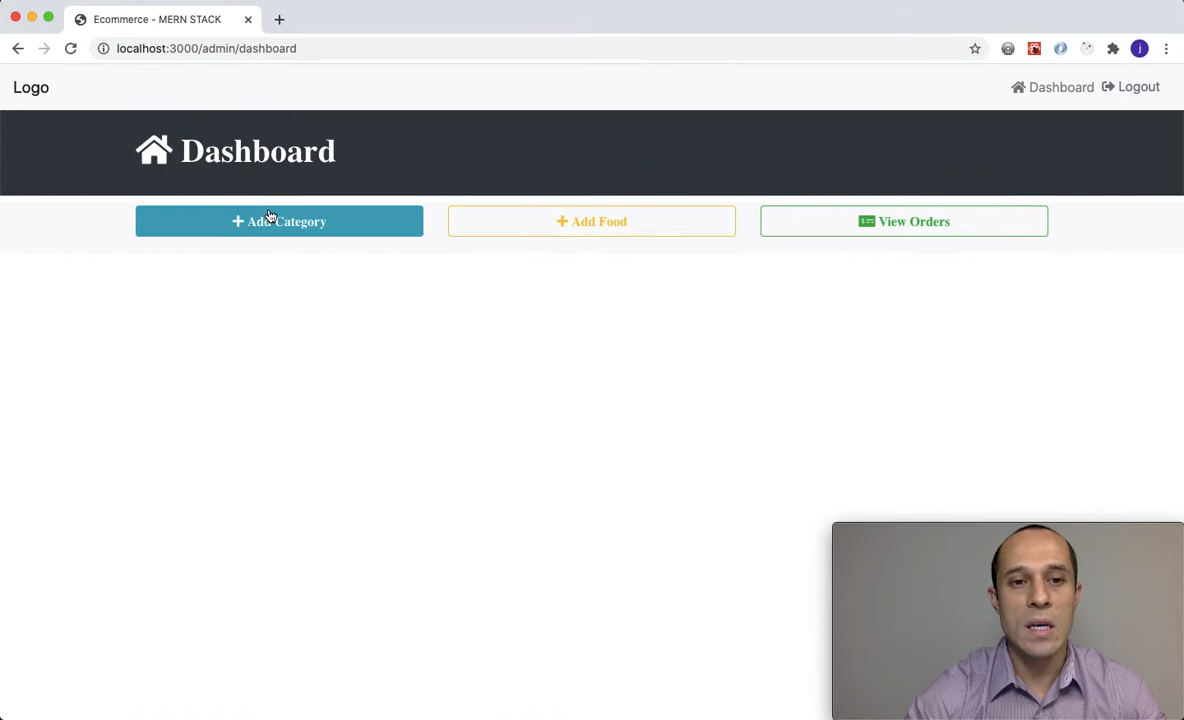 Ecommerce - MERN STACK
localhost:3000/admin/dashboard
j
Logo
Dashboard
Logout
Dashboard
Add Category
Add Food
View Orders